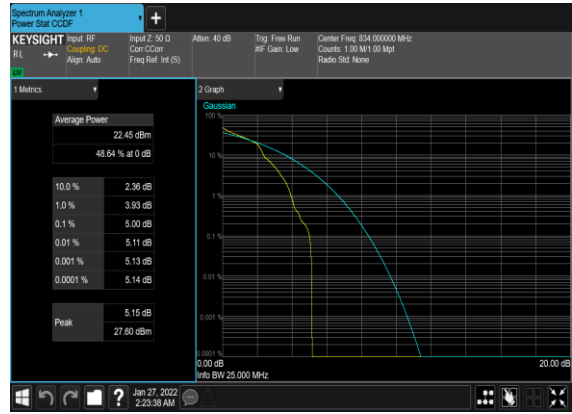 Spectrum Analyzer 1
Power Stat CCDF
+
KEYSIGHT
RL
Input: RF
Coupling: DC
Align: Auto
Input Z: 50 Ω
Corr CCorr
Freq Ref: Int (S)
Atten: 40 dB
Trig: Free Run
#IF Gain: Low
Center Freq: 834.000000 MHz
Counts: 1.00 M/1.00 Mpt
Radio Std: None
1 Metrics
Average Power
22.45 dBm
48.64 % at 0 dB
10.0 % 2.36 dB
1.0 % 3.93 dB
0.1 % 5.00 dB
0.01 % 5.11 dB
0.001 % 5.13 dB
0.0001 % 5.14 dB
Peak
5.15 dB
27.60 dBm
2 Graph
Gaussian
100 %
10 %
1 %
0.1 %
0.01 %
0.001 %
0.0001 %
0.00 dB
20.00 dB
Info BW 25.000 MHz
?
Jan 27, 2022
2:23:38 AM